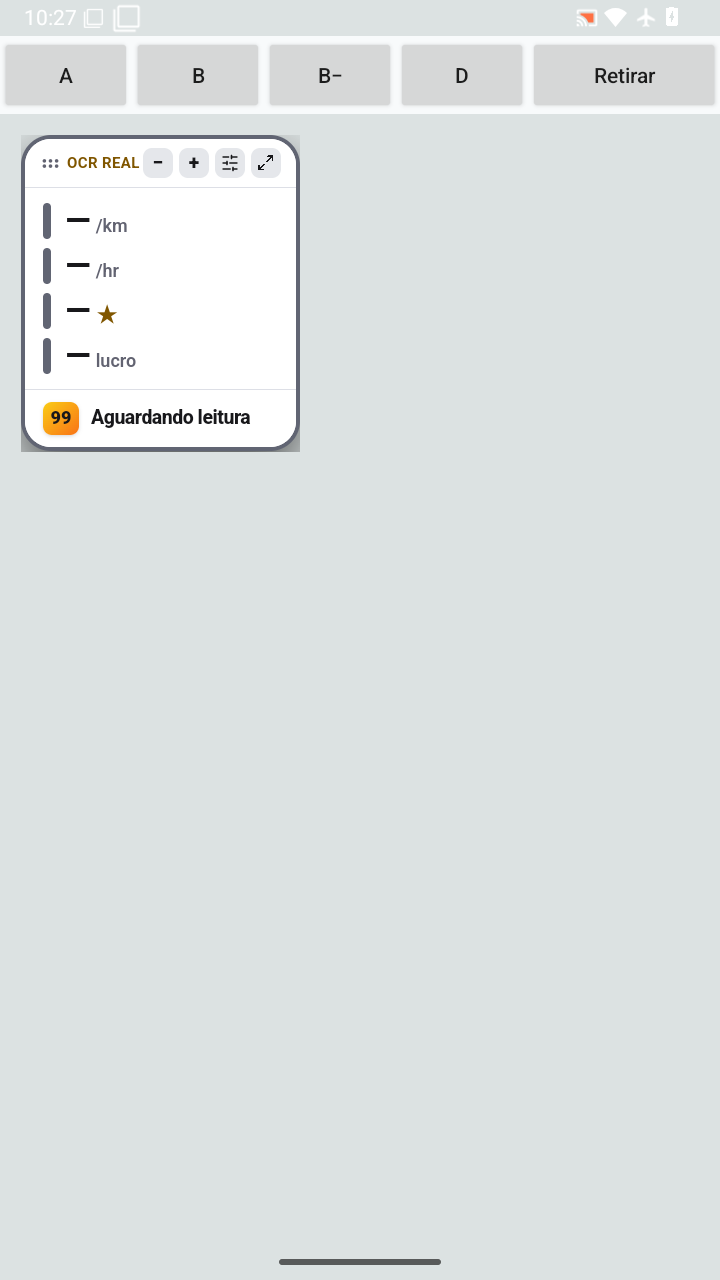 10:27
A B B− D Retirar
OCR REAL − +
— /km
— /hr
— ★
— lucro
99 Aguardando leitura